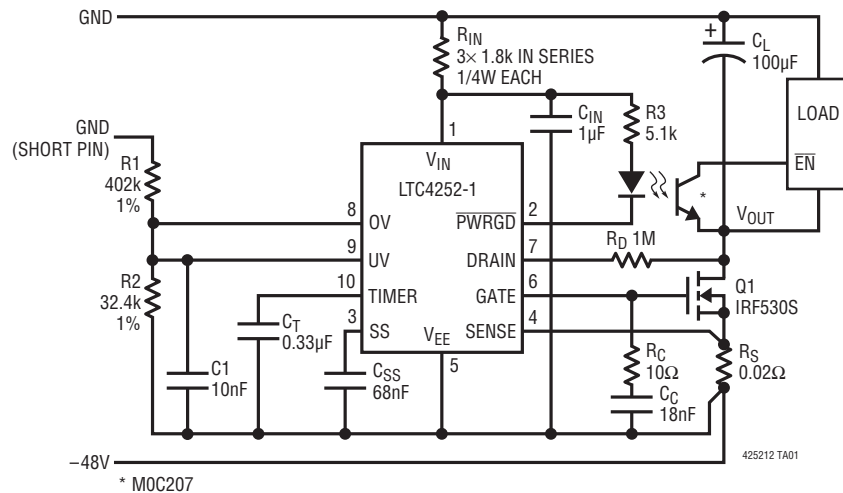 GND
RIN
3× 1.8k IN SERIES
1/4W EACH
+
CL
100µF
GND
(SHORT PIN)
R1
402k
1%
1
VIN
LTC4252-1
CIN
1µF
R3
5.1k
LOAD
EN
*
8
OV
PWRGD
2
VOUT
9
UV
DRAIN
7
RD 1M
R2
32.4k
1%
10
TIMER
GATE
6
Q1
IRF530S
3
SS
VEE
SENSE
4
5
CT
0.33µF
C1
10nF
CSS
68nF
RC
10Ω
CC
18nF
RS
0.02Ω
425212 TA01
–48V
* M0C207